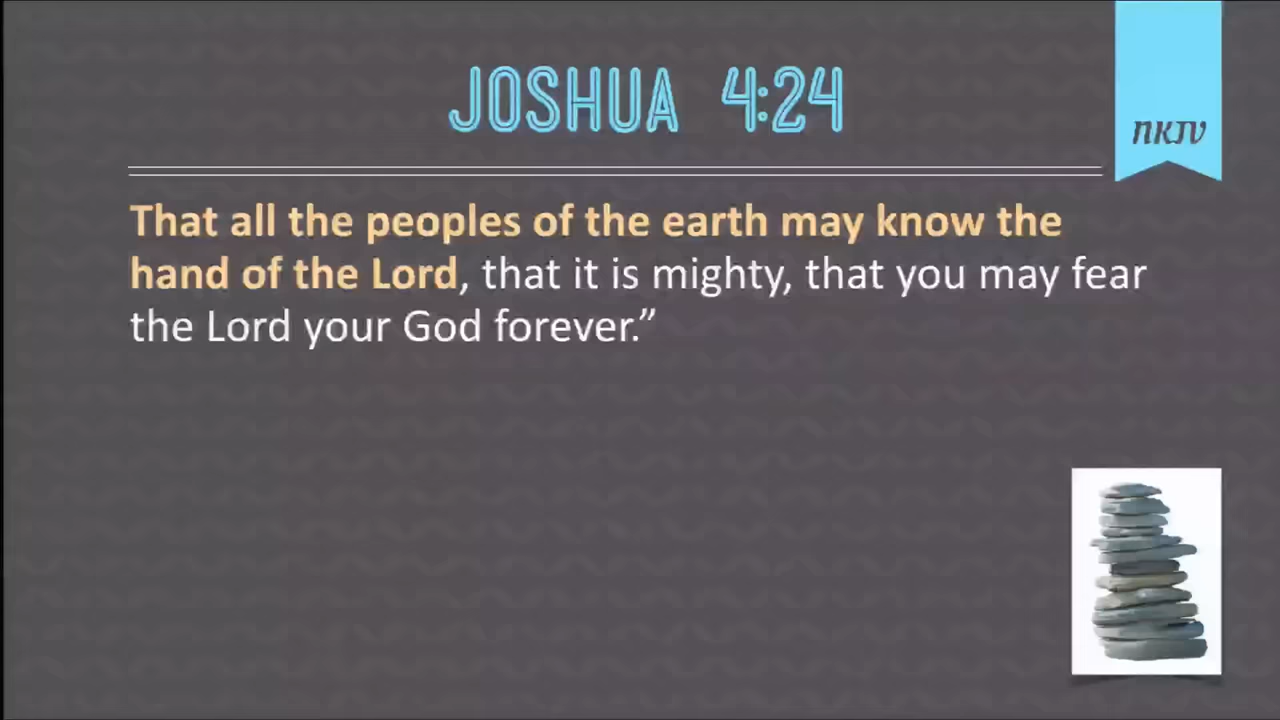 JOSHUA 4:24
NKJV
That all the peoples of the earth may know the
hand of the Lord, that it is mighty, that you may fear
the Lord your God forever.”